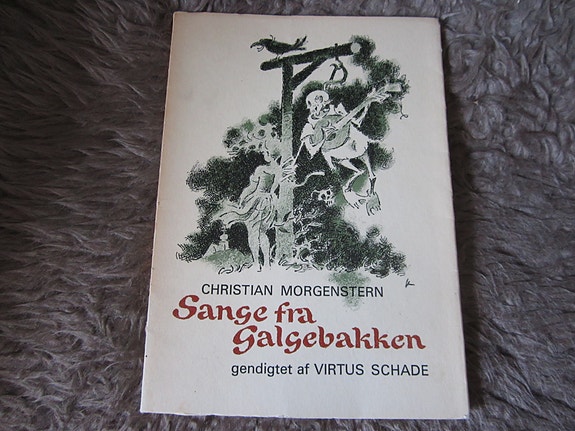 CHRISTIAN MORGENSTERN
Sange fra
Galgebakken
gendigtet af VIRTUS SCHADE